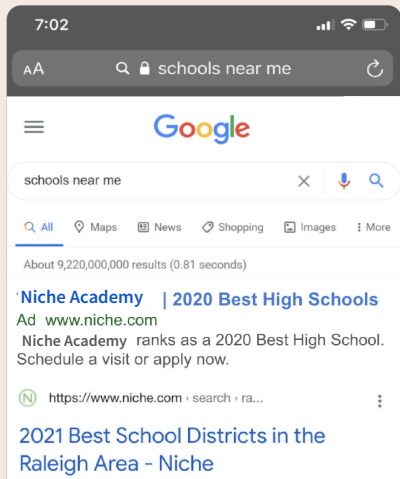 7:02
AA schools near me
Google
schools near me
All Maps News Shopping Images More
About 9,220,000,000 results (0.81 seconds)
'Niche Academy | 2020 Best High Schools
Ad www.niche.com
Niche Academy ranks as a 2020 Best High School.
Schedule a visit or apply now.
N https://www.niche.com › search › ra...
2021 Best School Districts in the
Raleigh Area - Niche